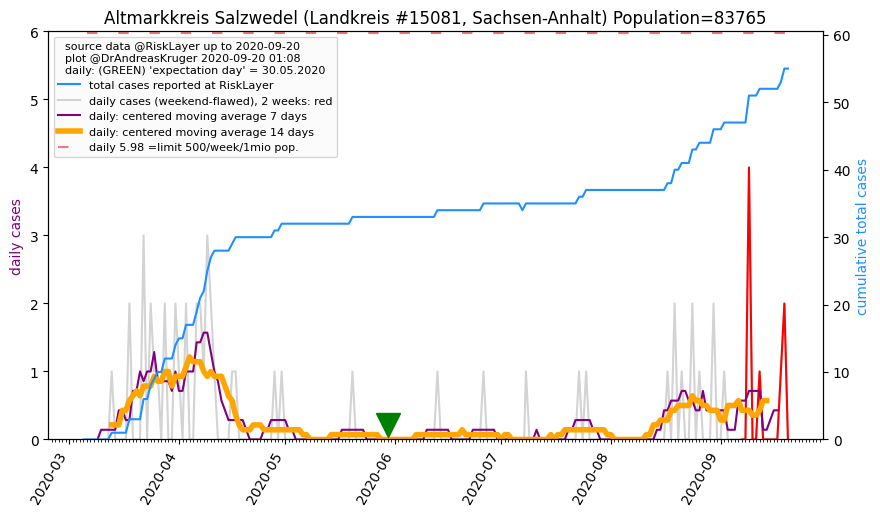 Altmarkkreis Salzwedel (Landkreis #15081, Sachsen-Anhalt) Population=83765
source data @RiskLayer up to 2020-09-20
plot @DrAndreasKruger 2020-09-20 01:08
daily: (GREEN) 'expectation day' = 30.05.2020
total cases reported at RiskLayer
daily cases (weekend-flawed), 2 weeks: red
daily: centered moving average 7 days
daily: centered moving average 14 days
daily 5.98 =limit 500/week/1mio pop.
daily cases
6
5
4
3
2
1
0
60
50
40
30
20
10
0
cumulative total cases
2020-03
2020-04
2020-05
2020-06
2020-07
2020-08
2020-09